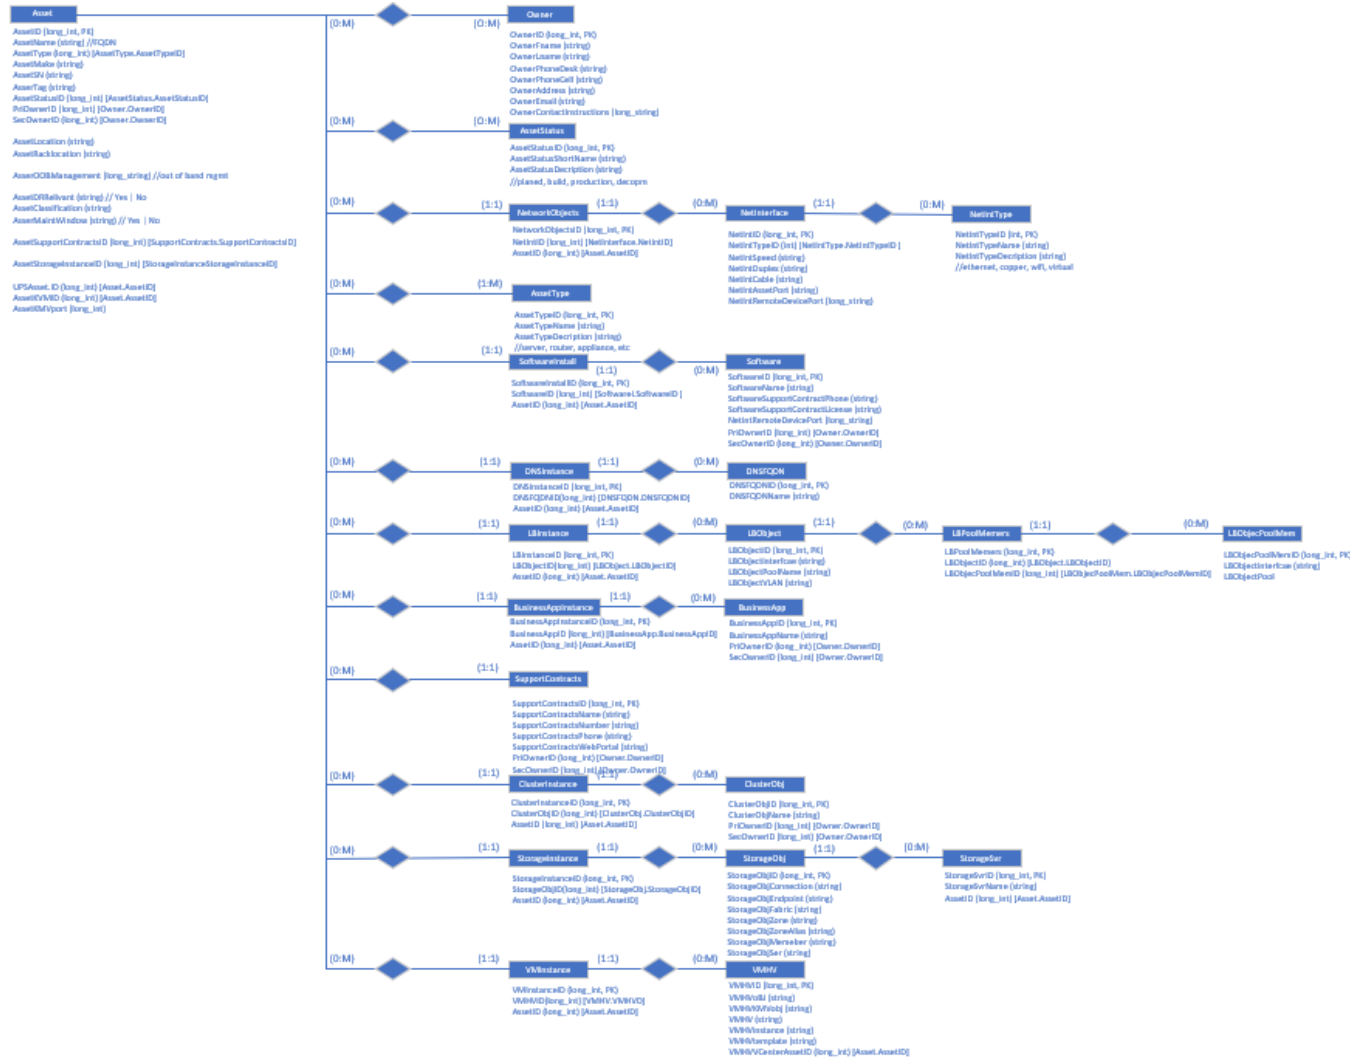 Asset
AssetID (long_int, PK)
AssetName (string) //FQDN
AssetType (long_int) [AssetType.AssetTypeID]
AssetMake (string)
AssetSN (string)
AsserTag (string)
AssetStatusID (long_int) [AssetStatus.AssetStatusID]
PriOwnerID (long_int) [Owner.OwnerID]
SecOwnerID (long_int) [Owner.OwnerID]
AssetLocation (string)
AssetRacklocation (string)
AsserOOBManagement (long_string) //out of band mgmt
AssetDRRelivant (string) // Yes | No
AssetClassification (string)
AsserMaintWindow (string) // Yes | No
AssetSupportContractsID (long_int) [SupportContracts.SupportContractsID]
AssetStorageInstanceID (long_int) [StorageInstanceStorageInstanceID]
UPSAsset.ID (long_int) [Asset.AssetID]
AssetKVMID (long_int) [Asset.AssetID]
AssetKMVport (long_int)
(0:M)
(0:M)
Owner
OwnerID (long_int, PK)
OwnerFname (string)
OwnerLname (string)
OwnerPhoneDesk (string)
OwnerPhoneCell (string)
OwnerAddress (string)
OwnerEmail (string)
OwnerContactInstructions (long_string)
(0:M)
(0:M)
AssetStatus
AssetStatusID (long_int, PK)
AssetStatusShortName (string)
AssetStatusDecription (string)
//planed, build, production, decopm
(0:M)
(1:1)
NetworkObjects
(1:1)
(0:M)
NetInterface
(1:1)
(0:M)
NetIntType
NetworkObjectsID (long_int, PK)
NetIntID (long_int) [NetInterface.NetIntID]
AssetID (long_int) [Asset.AssetID]
NetIntID (long_int, PK)
NetIntTypeID (int) [NetIntType.NetIntTypeID]
NetIntSpeed (string)
NetIntDuplex (string)
NetIntCable (string)
NetIntAssetPort (string)
NetIntRemoteDevicePort (long_string)
NetIntTypeID (int, PK)
NetIntTypeName (string)
NetIntTypeDecription (string)
//ethernet, copper, wifi, virtual
(0:M)
(1:M)
AssetType
AssetTypeID (long_int, PK)
AssetTypeName (string)
AssetTypeDecription (string)
//server, router, appliance, etc
(0:M)
(1:1)
SoftwareInstall
(1:1)
(0:M)
Software
SoftwareInstallID (long_int, PK)
SoftwareID (long_int) [Software.SoftwareID ]
AssetID (long_int) [Asset.AssetID]
SoftwareID (long_int, PK)
SoftwareName (string)
SoftwareSupportContractPhone (string)
SoftwareSupportContractLicense (string)
NetIntRemoteDevicePort (long_string)
PriOwnerID (long_int) [Owner.OwnerID]
SecOwnerID (long_int) [Owner.OwnerID]
(0:M)
(1:1)
DNSInstance
(1:1)
(0:M)
DNSFQDN
DNSInstanceID (long_int, PK)
DNSFQDNID(long_int) [DNSFQDN.DNSFQDNID]
AssetID (long_int) [Asset.AssetID]
DNSFQDNID (long_int, PK)
DNSFQDNName (string)
(0:M)
(1:1)
LBInstance
(1:1)
(0:M)
LBObject
(1:1)
(0:M)
LBPoolMemers
(1:1)
(0:M)
LBObjecPoolMem
LBInstanceID (long_int, PK)
LBObjectID(long_int) [LBObject.LBObjectID]
AssetID (long_int) [Asset.AssetID]
LBObjectID (long_int, PK)
LBObjectInterfcae (string)
LBObjectPoolName (string)
LBObjectVLAN (string)
LBPoolMemers (long_int, PK)
LBObjectID (long_int) [LBObject.LBObjectID]
LBObjecPoolMemID (long_int) [LBObjecPoolMem.LBObjecPoolMemID]
LBObjecPoolMemID (long_int, PK)
LBObjectInterfcae (string)
LBObjectPool
(0:M)
(1:1)
BusinessAppInstance
(1:1)
(0:M)
BusinessApp
BusinessAppInstanceID (long_int, PK)
BusinessAppID (long_int) [BusinessApp.BusinessAppID]
AssetID (long_int) [Asset.AssetID]
BusinessAppID (long_int, PK)
BusinessAppName (string)
PriOwnerID (long_int) [Owner.OwnerID]
SecOwnerID (long_int) [Owner.OwnerID]
(0:M)
(1:1)
SupportContracts
SupportContractsID (long_int, PK)
SupportContractsName (string)
SupportContractsNumber (string)
SupportContractsPhone (string)
SupportContractsWebPortal (string)
PriOwnerID (long_int) [Owner.OwnerID]
SecOwnerID (long_int) [Owner.OwnerID]
(0:M)
(1:1)
ClusterInstance
(1:1)
(0:M)
ClusterObj
ClusterInstanceID (long_int, PK)
ClusterObjID (long_int) [ClusterObj.ClusterObjID]
AssetID (long_int) [Asset.AssetID]
ClusterObjID (long_int, PK)
ClusterObjName (string)
PriOwnerID (long_int) [Owner.OwnerID]
SecOwnerID (long_int) [Owner.OwnerID]
(0:M)
(1:1)
StorageInstance
(1:1)
(0:M)
StorageObj
(1:1)
(0:M)
StorageSer
StorageInstanceID (long_int, PK)
StorageObjID(long_int) [StorageObj.StorageObjID]
AssetID (long_int) [Asset.AssetID]
StorageObjID (long_int, PK)
StorageObjConnection (string)
StorageObjEndpoint (string)
StorageObjFabric (string)
StorageObjZone (string)
StorageObjZoneAlias (string)
StorageObjMemeber (string)
StorageObjSer (string)
StorageSvrID (long_int, PK)
StorageSvrName (string)
AssetID (long_int) [Asset.AssetID]
(0:M)
(1:1)
VMInstance
(1:1)
(0:M)
VMHV
VMInstanceID (long_int, PK)
VMHVID(long_int) [VMHV.VMHVID]
AssetID (long_int) [Asset.AssetID]
VMHVID (long_int, PK)
(string)
(string)
VMHV (string)
VMHVInstance (string)
VMHVtemplate (string)
VMHVVCenterAssetID (long_int) [Asset.AssetID]